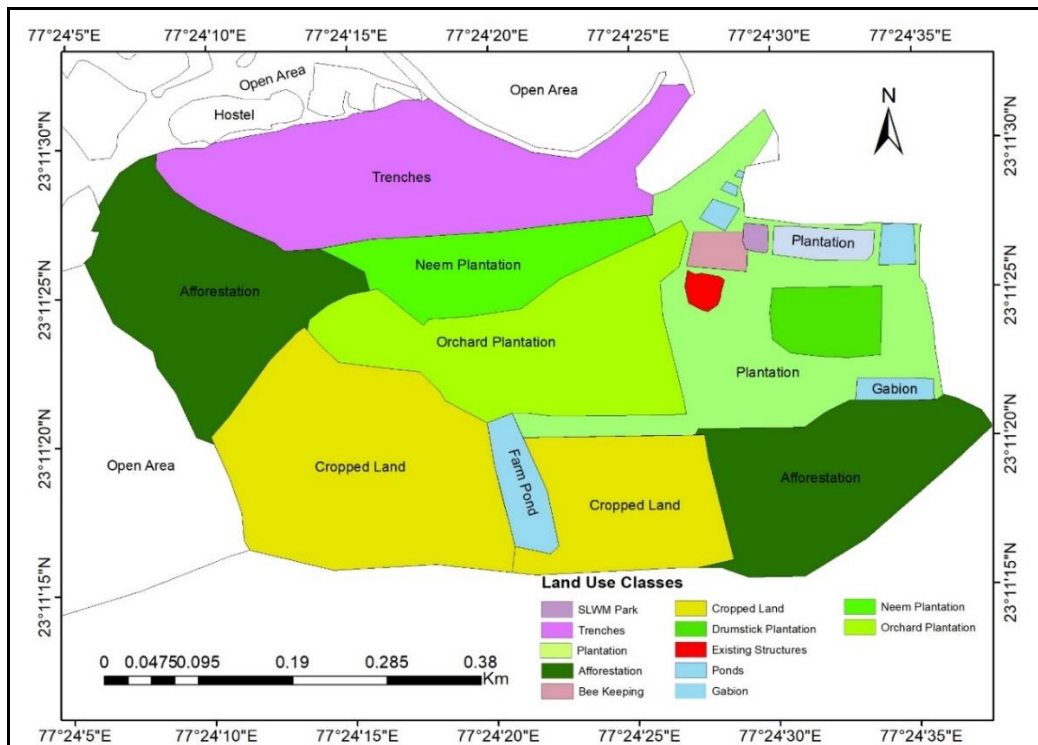 77°24'5"E 77°24'10"E 77°24'15"E 77°24'20"E 77°24'25"E 77°24'30"E 77°24'35"E
Open Area
Open Area
Hostel
N
23°11'30"N
23°11'30"N
Trenches
Plantation
Neem Plantation
23°11'25"N
23°11'25"N
Afforestation
Orchard Plantation
Plantation
Gabion
23°11'20"N
23°11'20"N
Open Area
Cropped Land
Farm Pond
Cropped Land
Afforestation
23°11'15"N
23°11'15"N
Land Use Classes
SLWM Park
Trenches
Plantation
Afforestation
Bee Keeping
Cropped Land
Drumstick Plantation
Existing Structures
Ponds
Gabion
Neem Plantation
Orchard Plantation
0 0.0475 0.095 0.19 0.285 0.38
Km
77°24'5"E 77°24'10"E 77°24'15"E 77°24'20"E 77°24'25"E 77°24'30"E 77°24'35"E